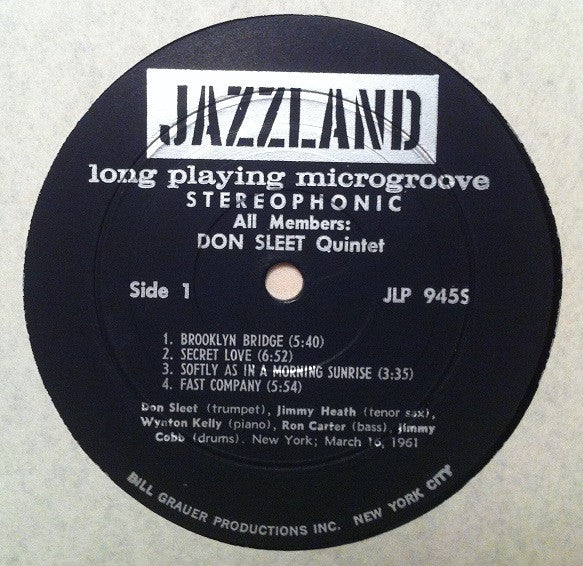 JAZZLAND
long playing microgroove
STEREOPHONIC
All Members:
DON SLEET Quintet
Side 1
JLP 945S
1. BROOKLYN BRIDGE (5:40)
2. SECRET LOVE (6:52)
3. SOFTLY AS IN A MORNING SUNRISE (3:35)
4. FAST COMPANY (5:54)
Don Sleet (trumpet), Jimmy Heath (tenor sax),
Wynton Kelly (piano), Ron Carter (bass), Jimmy
Cobb (drums). New York; March 16, 1961
BILL GRAUER PRODUCTIONS INC. NEW YORK CITY